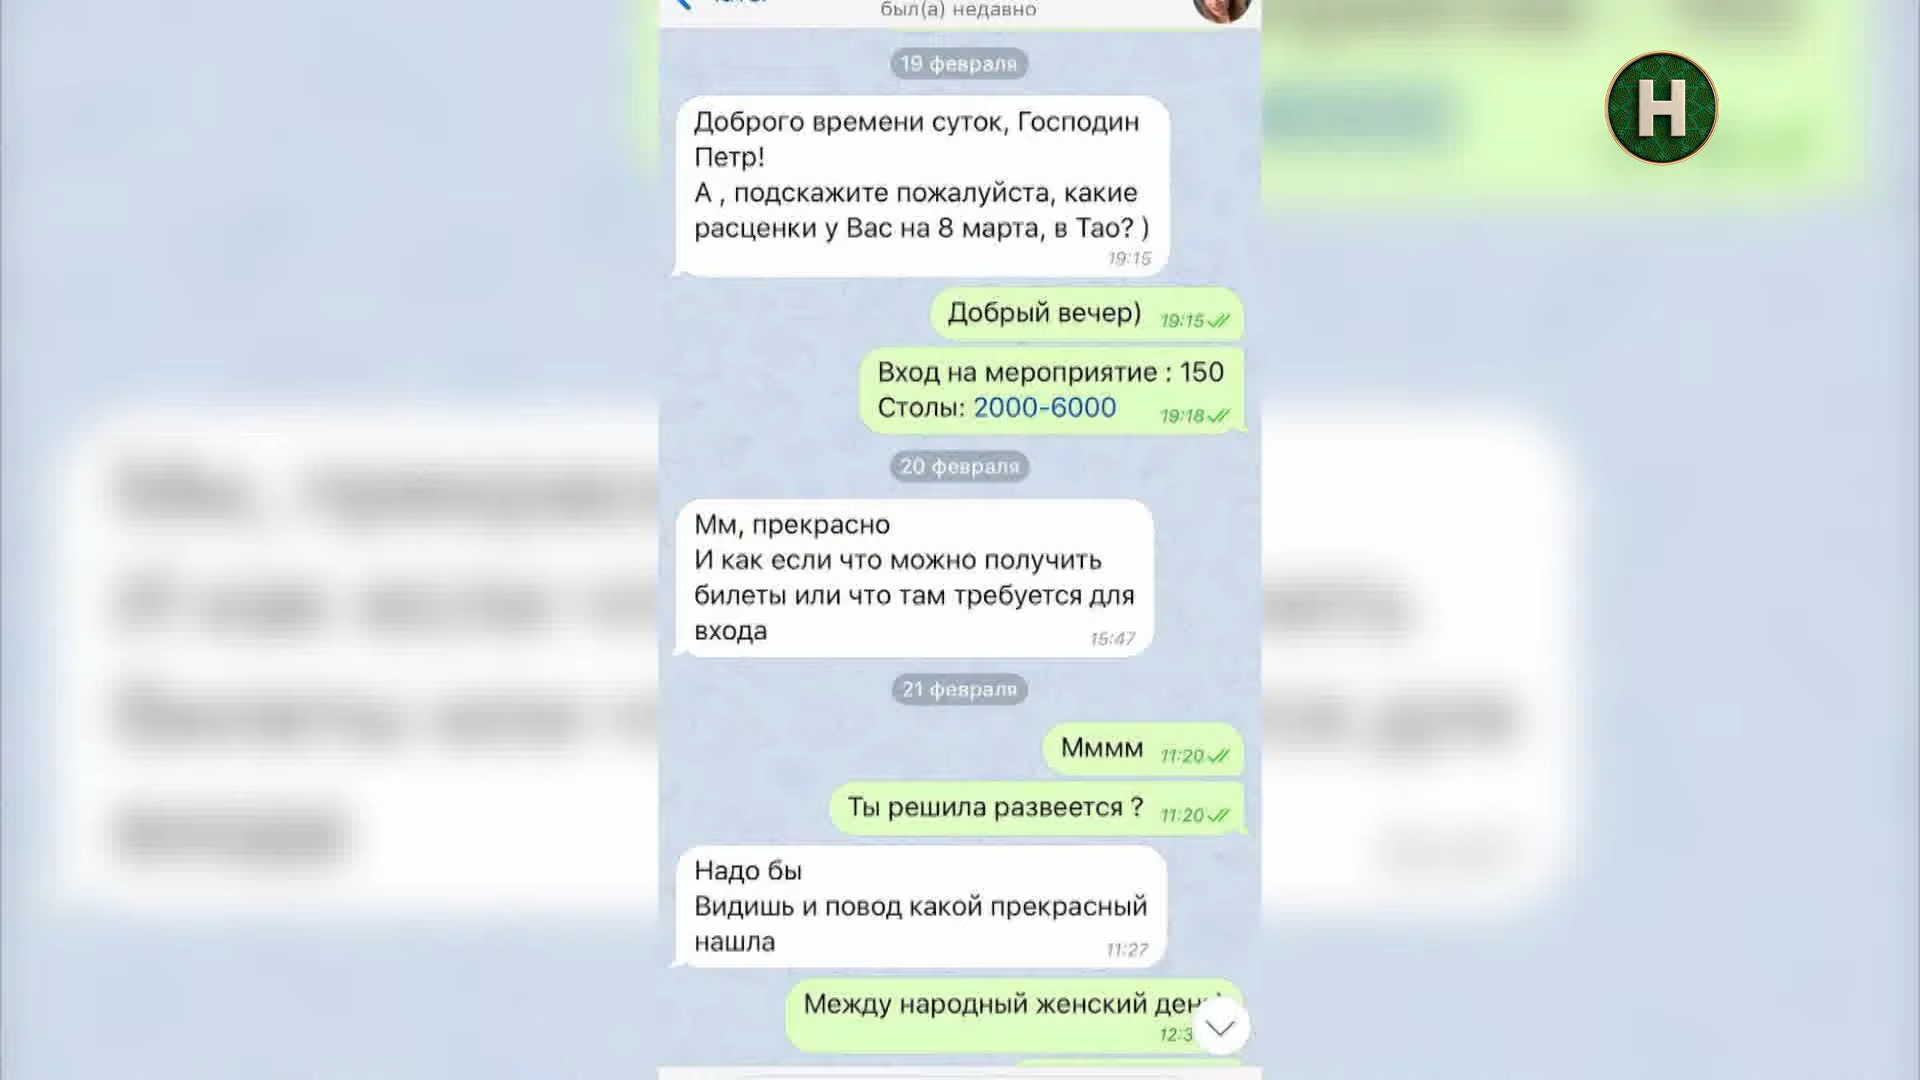 был(а) недавно
19 февраля
Доброго времени суток, Господин
Петр!
А , подскажите пожалуйста, какие
расценки у Вас на 8 марта, в Тао? )
19:15
Добрый вечер)
19:15
Вход на мероприятие : 150
Столы: 2000-6000
19:18
20 февраля
Мм, прекрасно
И как если что можно получить
билеты или что там требуется для
входа
15:47
21 февраля
Мммм
11:20
Ты решила развеется ?
11:20
Надо бы
Видишь и повод какой прекрасный
нашла
11:27
Между народный женский ден
12:3
Н